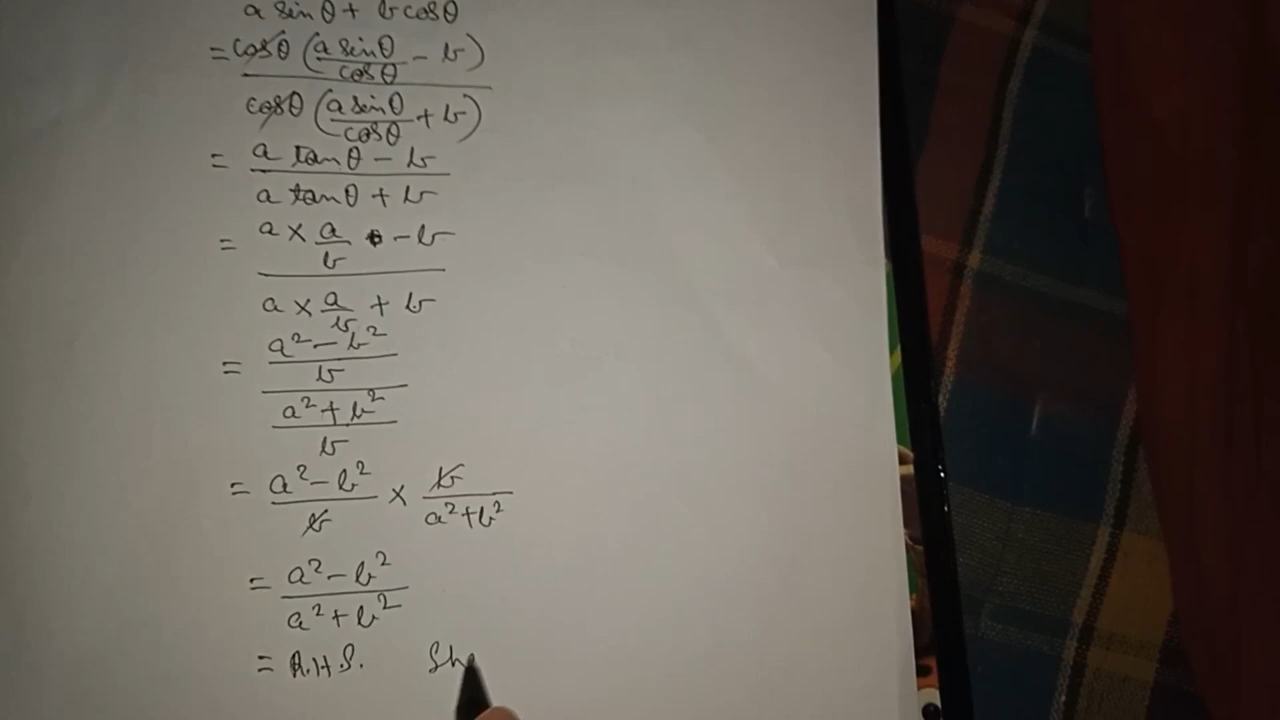 a sinθ + b cosθ
= cosθ (a sinθ/cosθ - b)
cosθ (a sinθ/cosθ + b)
= a tanθ - b
a tanθ + b
= a × a/b - b
a × a/b + b
= a² - b²
b
a² + b²
b
= a² - b²/b × b/a² + b²
= a² - b²
a² + b²
= R.H.S. Sh